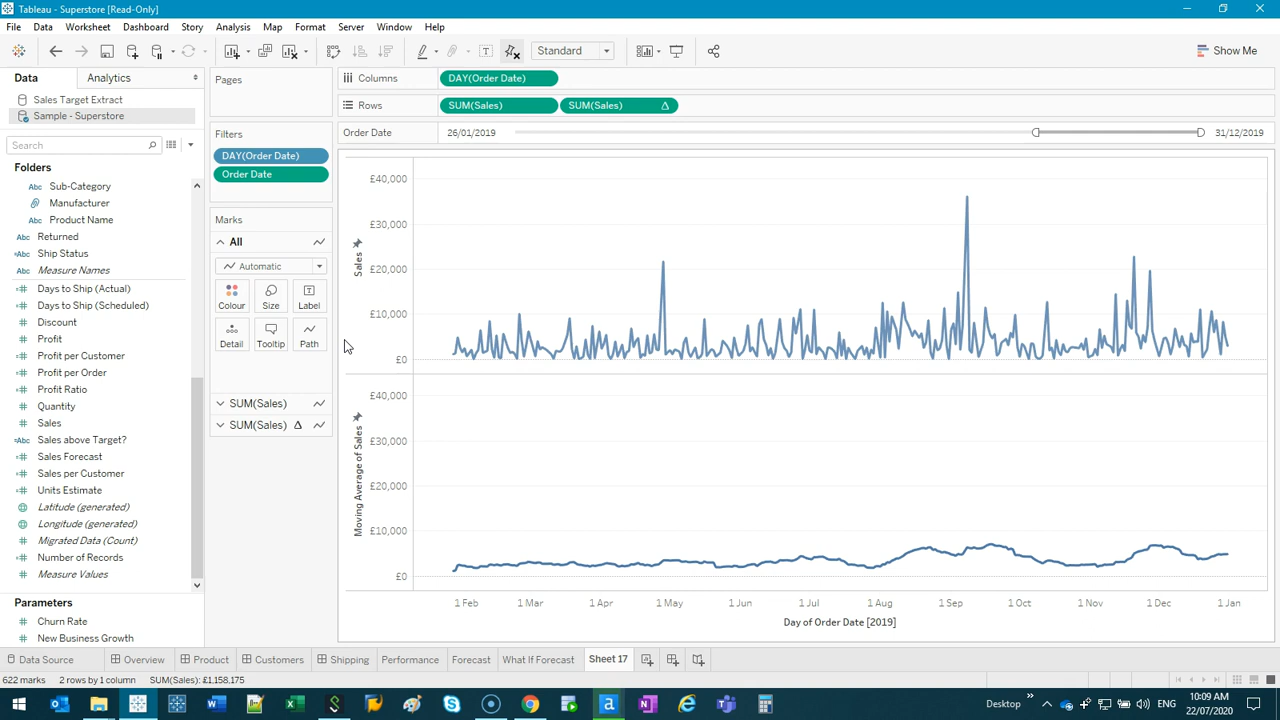 Tableau - Superstore [Read-Only]
File Data Worksheet Dashboard Story Analysis Map Format Server Window Help
Standard
Show Me
Data Analytics
Sales Target Extract
Sample - Superstore
Search
Folders
Abc Sub-Category
Manufacturer
Abc Product Name
Abc Returned
=Abc Ship Status
Abc Measure Names
Days to Ship (Actual)
Days to Ship (Scheduled)
Discount
Profit
Profit per Customer
Profit per Order
Profit Ratio
Quantity
Sales
=Abc Sales above Target?
Sales Forecast
Sales per Customer
Units Estimate
Latitude (generated)
Longitude (generated)
Migrated Data (Count)
Number of Records
Measure Values
Parameters
Churn Rate
New Business Growth
Pages
Filters
DAY(Order Date)
Order Date
Marks
All
Automatic
Colour Size Label
Detail Tooltip Path
SUM(Sales)
SUM(Sales) Δ
Columns DAY(Order Date)
Rows SUM(Sales) SUM(Sales) Δ
Order Date 26/01/2019 31/12/2019
£40,000
£30,000
£20,000
£10,000
£0
Sales
£40,000
£30,000
£20,000
£10,000
£0
Moving Average of Sales
1 Feb 1 Mar 1 Apr 1 May 1 Jun 1 Jul 1 Aug 1 Sep 1 Oct 1 Nov 1 Dec 1 Jan
Day of Order Date [2019]
Data Source Overview Product Customers Shipping Performance Forecast What If Forecast Sheet 17
622 marks 2 rows by 1 column SUM(Sales): £1,158.175
Desktop ENG 10:09 AM
22/07/2020